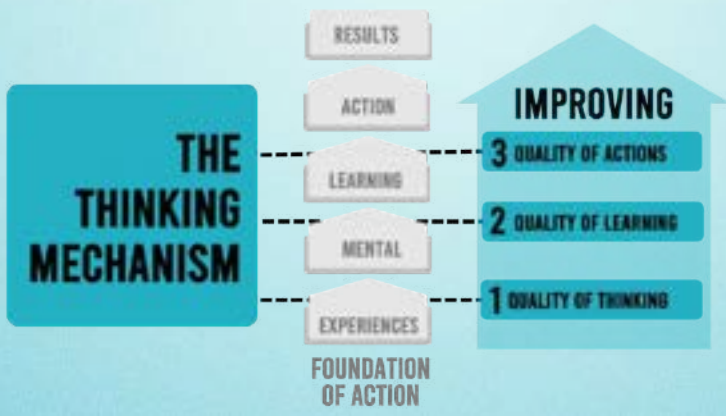 THE
THINKING
MECHANISM
RESULTS
ACTION
LEARNING
MENTAL
EXPERIENCES
FOUNDATION
OF ACTION
IMPROVING
3 QUALITY OF ACTIONS
2 QUALITY OF LEARNING
1 QUALITY OF THINKING